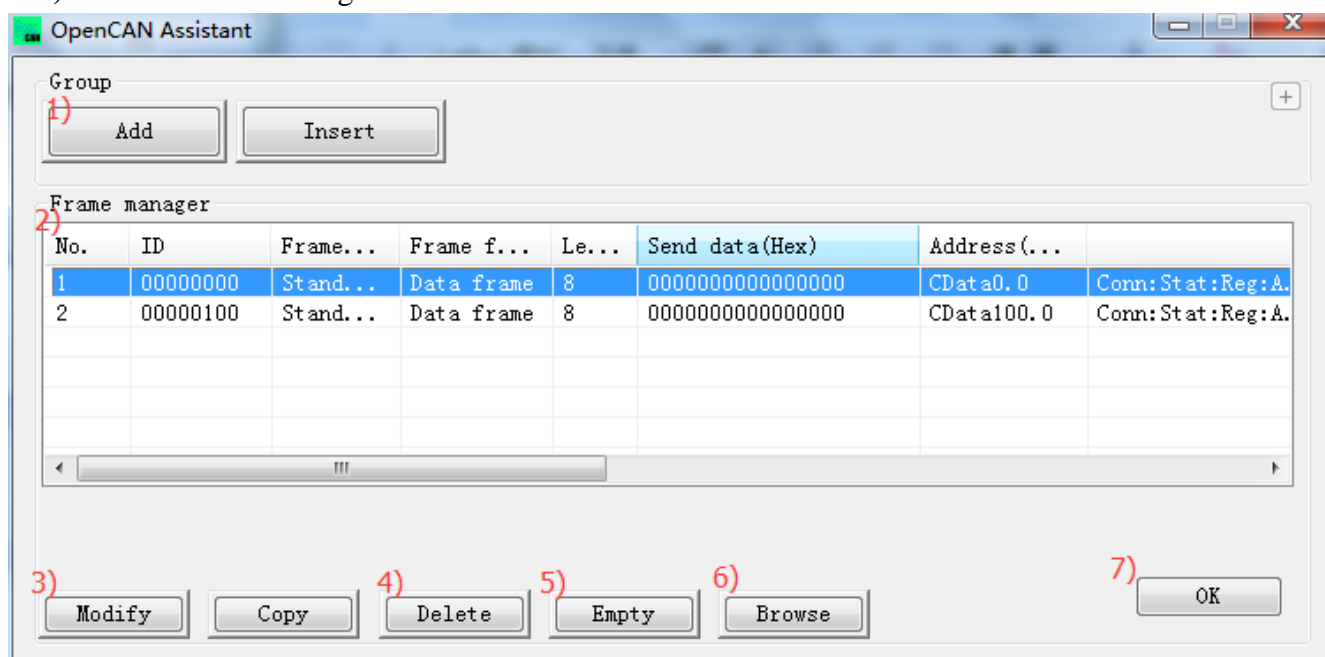 OpenCAN Assistant
Group
1)
Add Insert
Frame manager
2)
No. ID Frame... Frame f... Le... Send data(Hex) Address(...
1 00000000 Stand... Data frame 8 0000000000000000 CData0.0 Conn:Stat:Reg:A.
2 00000100 Stand... Data frame 8 0000000000000000 CData100.0 Conn:Stat:Reg:A.
3) 4) 5) 6) 7)
Modify Copy Delete Empty Browse OK